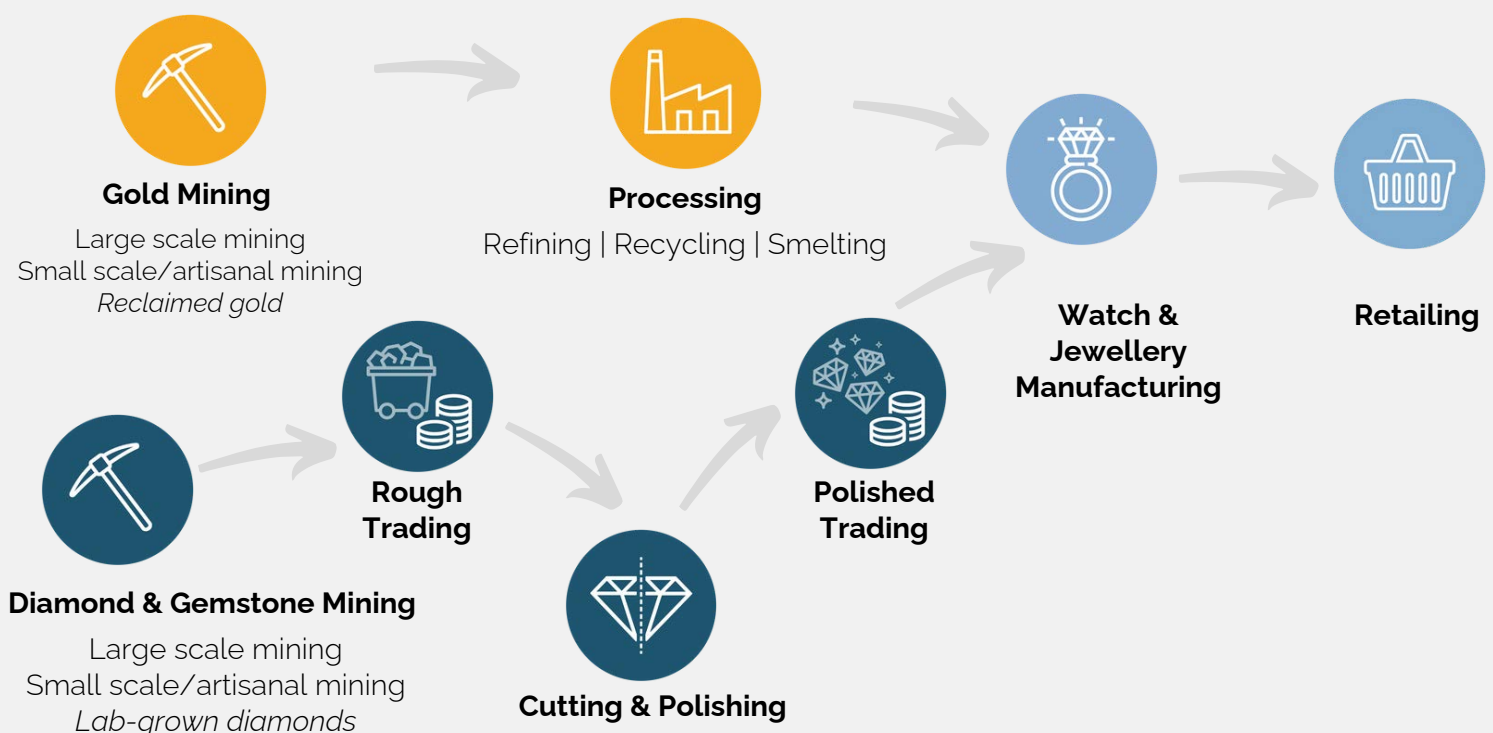 Gold Mining
Large scale mining
Small scale/artisanal mining
Reclaimed gold
Processing
Refining | Recycling | Smelting
Watch &
Jewellery
Manufacturing
Retailing
Rough
Trading
Polished
Trading
Diamond & Gemstone Mining
Large scale mining
Small scale/artisanal mining
Lab-grown diamonds
Cutting & Polishing